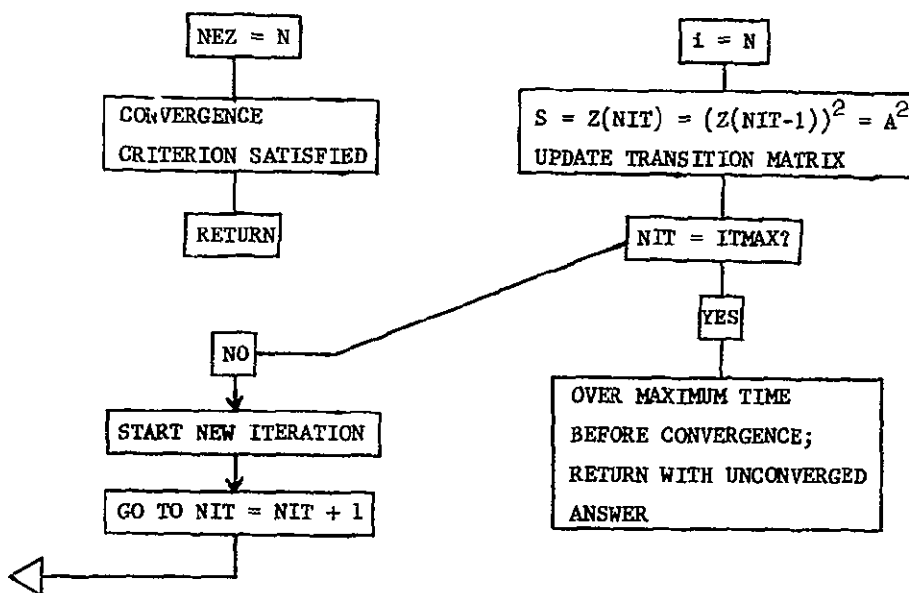 NEZ = N
CONVERGENCE
CRITERION SATISFIED
RETURN
i = N
S = Z(NIT) = (Z(NIT-1))² = A²
UPDATE TRANSITION MATRIX
NIT = ITMAX?
YES
OVER MAXIMUM TIME
BEFORE CONVERGENCE;
RETURN WITH UNCONVERGED
ANSWER
NO
START NEW ITERATION
GO TO NIT = NIT + 1